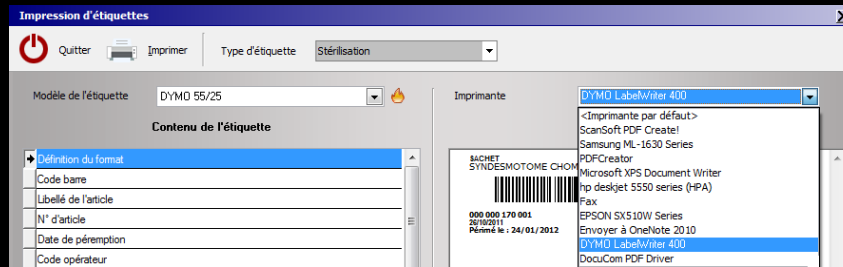 Impression d'étiquettes
Quitter
Imprimer
Type d'étiquette
Stérilisation
Modèle de l'étiquette
DYMO 55/25
Imprimante
DYMO LabelWriter 400
Contenu de l'étiquette
Définition du format
Code barre
Libellé de l'article
N° d'article
Date de péremption
Code opérateur
SACHET
SYNDESMOTOME CHOM
000 000 170 001
26/10/2011
Périmé le : 24/01/2012
<Imprimante par défaut>
ScanSoft PDF Create!
Samsung ML-1630 Series
PDFCreator
Microsoft XPS Document Writer
hp deskjet 5550 series (HPA)
Fax
EPSON SX510W Series
Envoyer à OneNote 2010
DYMO LabelWriter 400
DocuCom PDF Driver